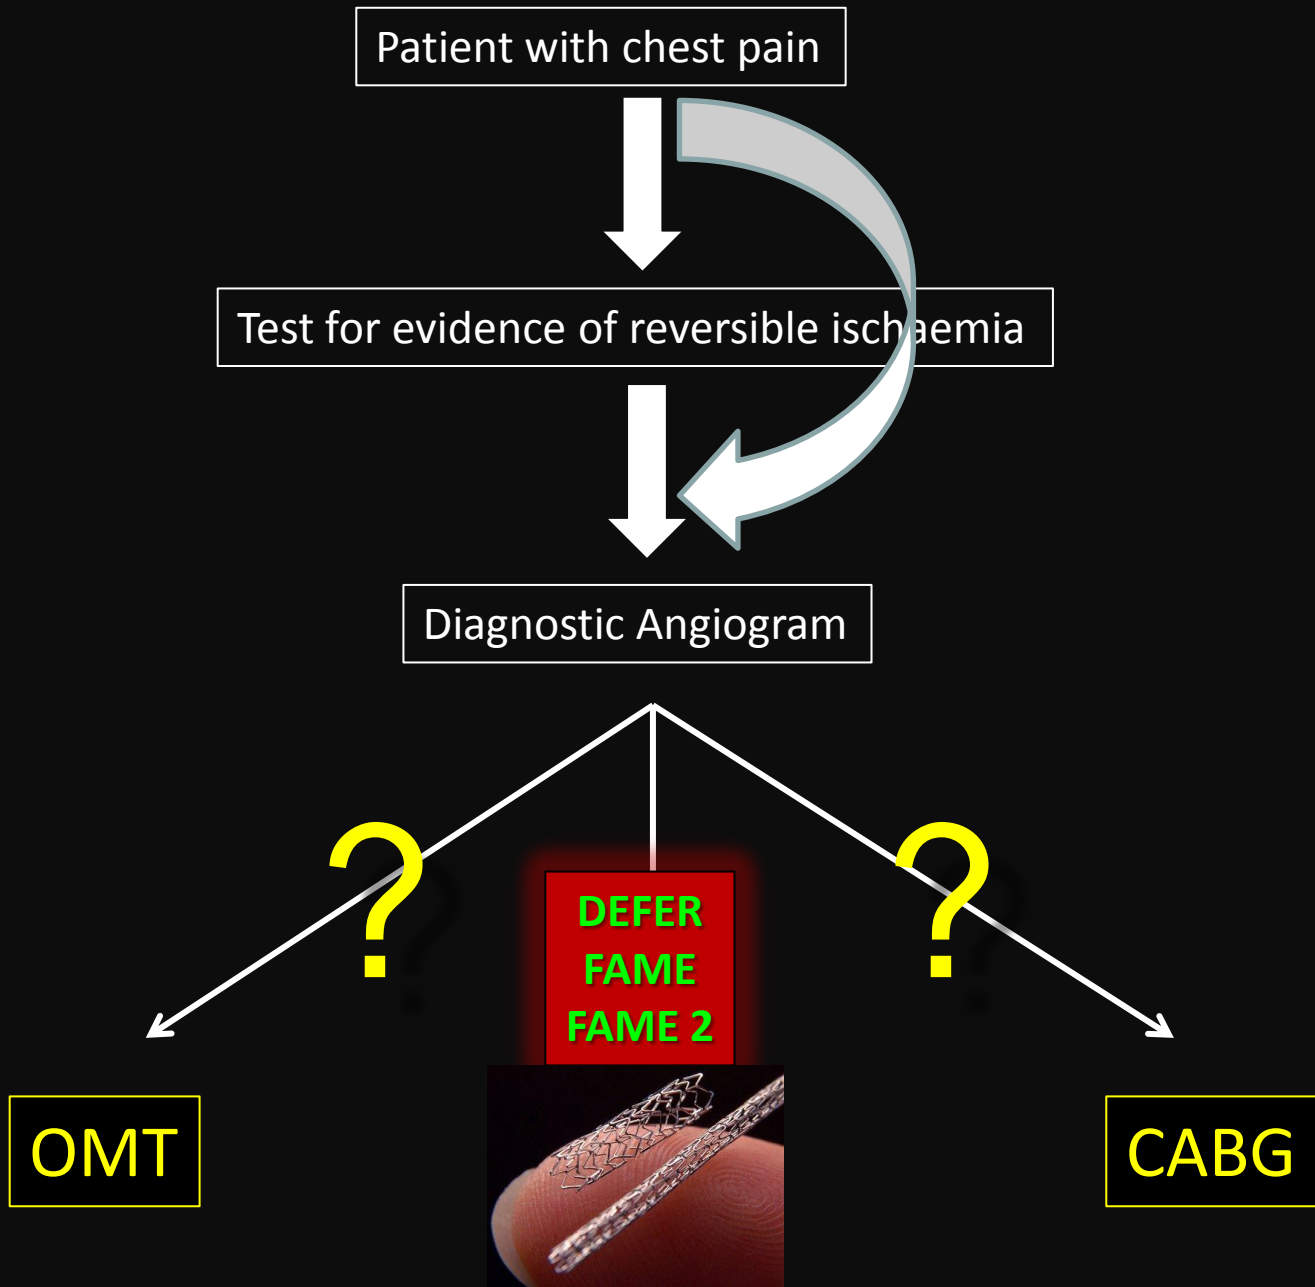 Patient with chest pain
Test for evidence of reversible ischaemia
Diagnostic Angiogram
?
?
DEFER
FAME
FAME 2
OMT
CABG